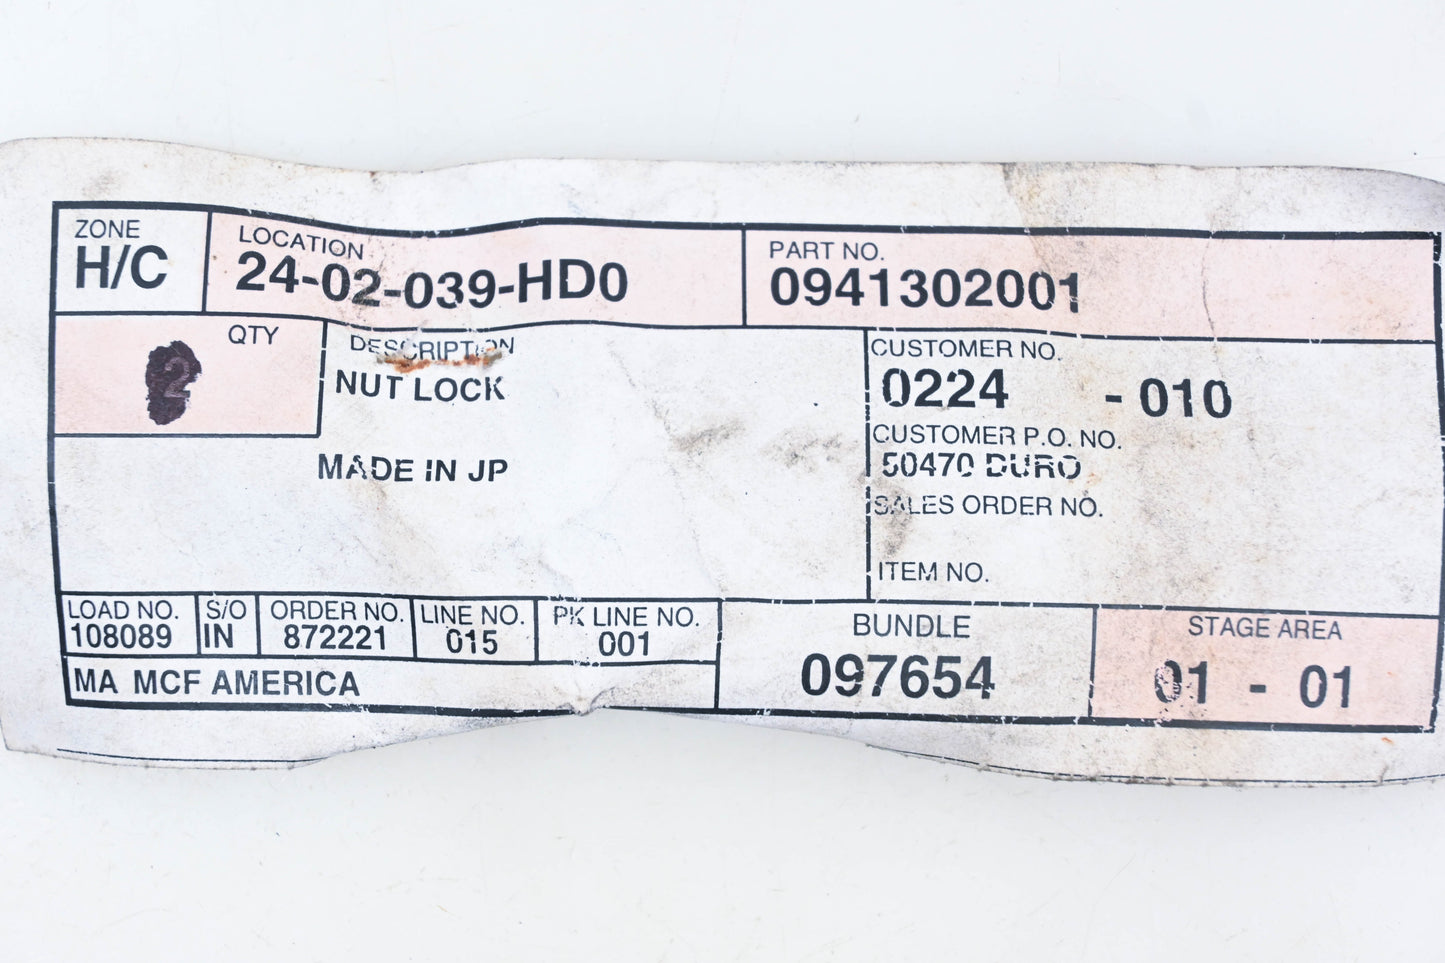 ZONE
H/C
LOCATION
24-02-039-HD0
PART NO.
0941302001
QTY
2
DESCRIPTION
NUT LOCK
MADE IN JP
CUSTOMER NO.
0224 - 010
CUSTOMER P.O. NO.
50470 DURO
SALES ORDER NO.
ITEM NO.
LOAD NO.
108089
S/O
IN
ORDER NO.
872221
LINE NO.
015
PK LINE NO.
001
MA MCF AMERICA
BUNDLE
097654
STAGE AREA
01 - 01